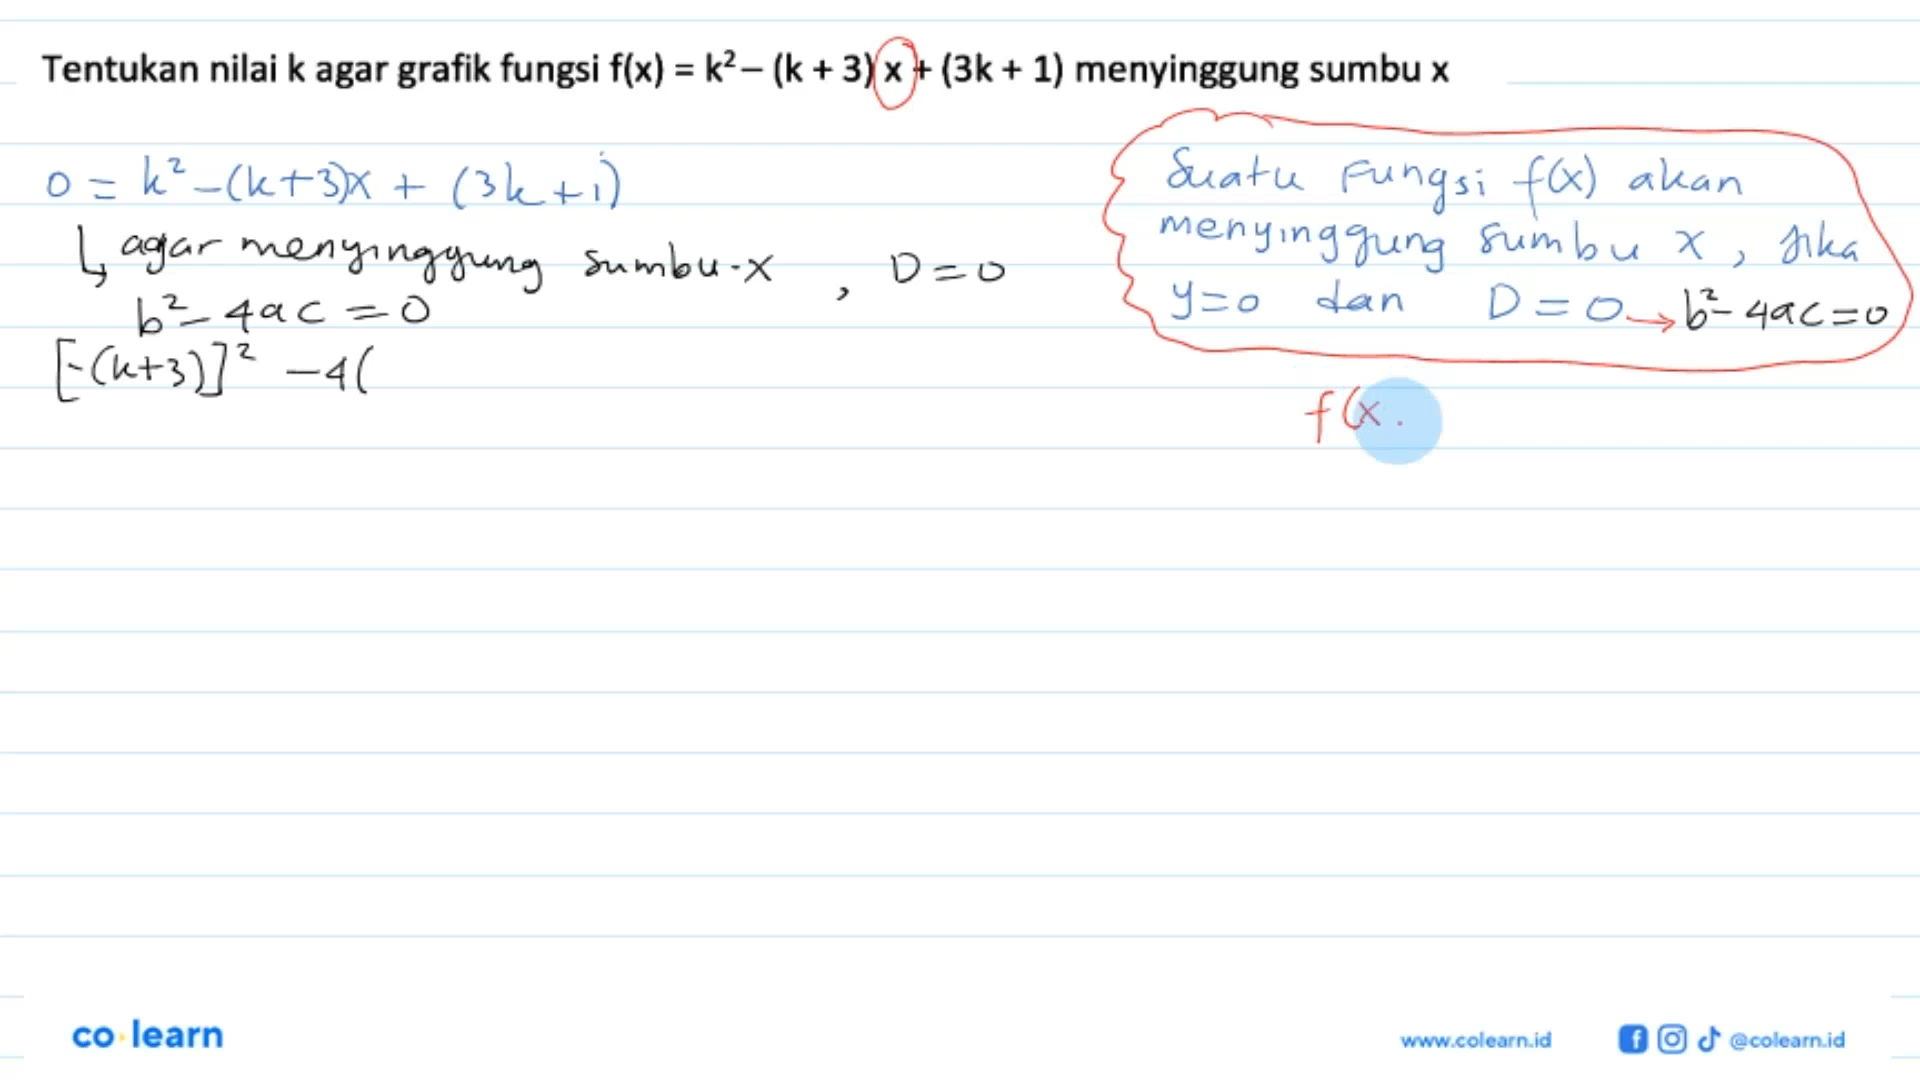 Tentukan nilai k agar grafik fungsi f(x) = k² – (k + 3) x + (3k + 1) menyinggung sumbu x
0 = k² - (k+3)x + (3k+1)
↳ agar menyinggung sumbu-x , D = 0
b² - 4ac = 0
[-(k+3)]² - 4(
Suatu Fungsi f(x) akan
menyinggung sumbu x, jika
y=0 dan D = 0 → b² - 4ac = 0
f(x
co learn
www.colearn.id @colearn.id